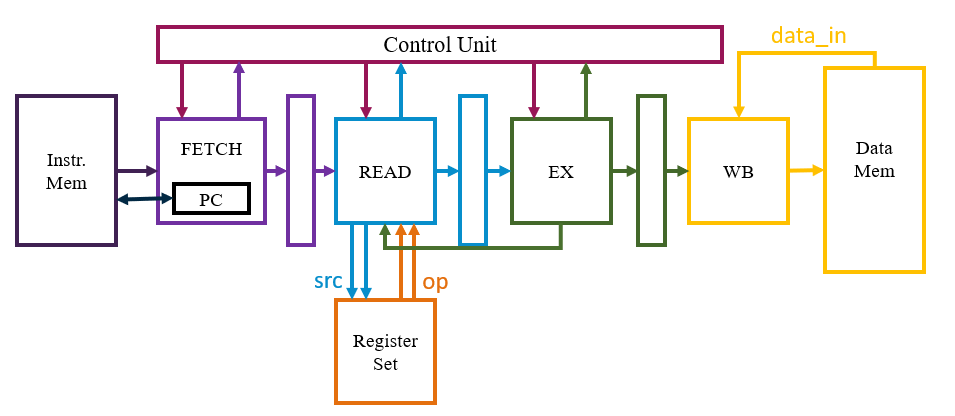 Control Unit
data_in
Instr.
Mem
FETCH
PC
READ
EX
WB
Data
Mem
src
op
Register
Set